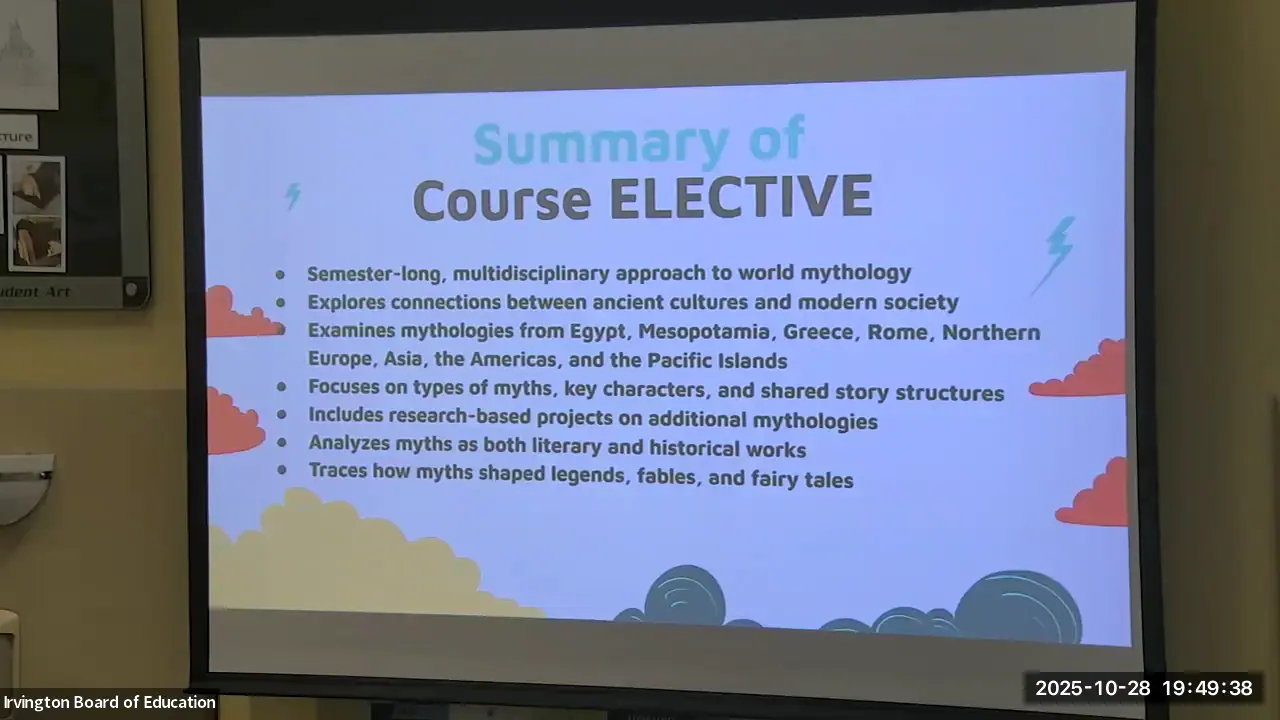 cture
udent Art
Summary of
Course ELECTIVE
• Semester-long, multidisciplinary approach to world mythology
• Explores connections between ancient cultures and modern society
• Examines mythologies from Egypt, Mesopotamia, Greece, Rome, Northern
Europe, Asia, the Americas, and the Pacific Islands
• Focuses on types of myths, key characters, and shared story structures
• Includes research-based projects on additional mythologies
• Analyzes myths as both literary and historical works
• Traces how myths shaped legends, fables, and fairy tales
Irvington Board of Education
2025-10-28 19:49:38